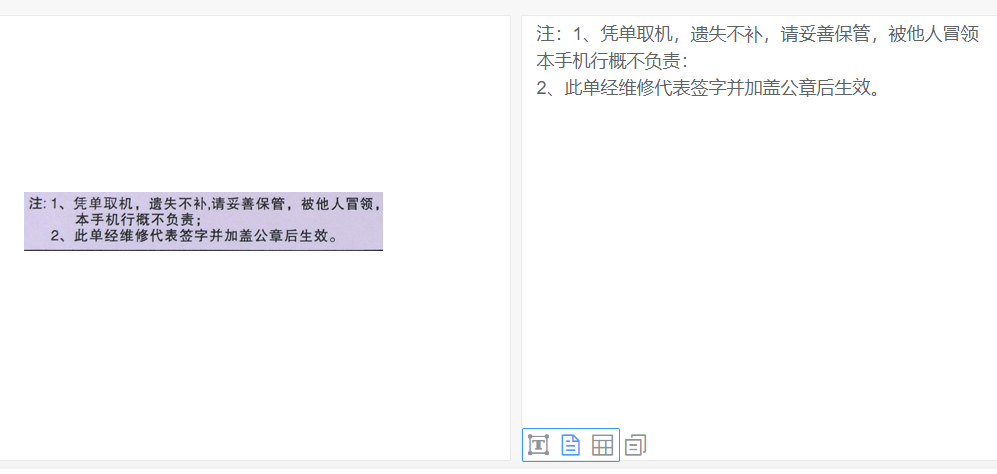 注: 1、凭单取机，遗失不补,请妥善保管，被他人冒领，
本手机行概不负责；
2、此单经维修代表签字并加盖公章后生效。
注：1、凭单取机，遗失不补，请妥善保管，被他人冒领
本手机行概不负责：
2、此单经维修代表签字并加盖公章后生效。
T